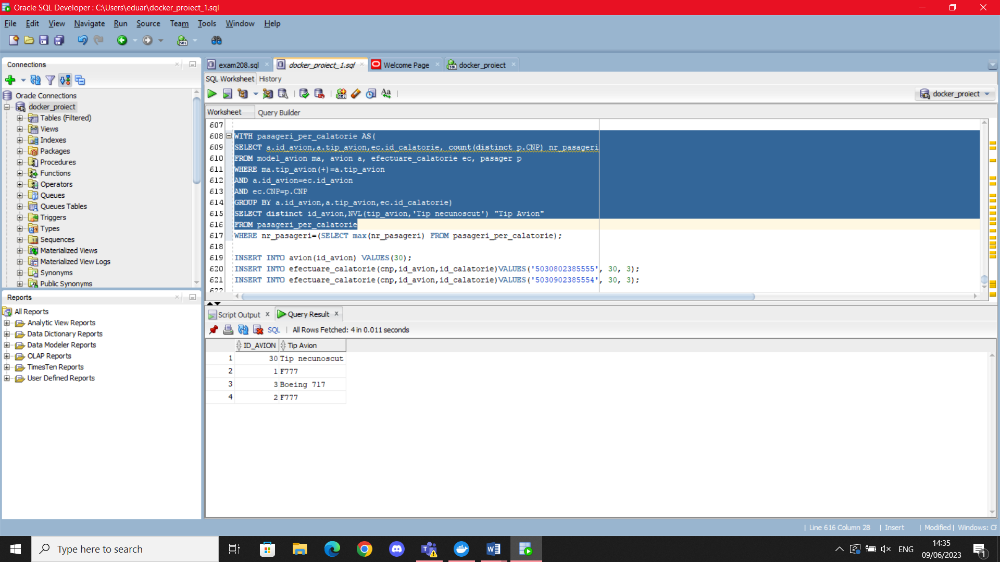 Oracle SQL Developer : C:\Users\eduar\docker_proiect_1.sql
File Edit View Navigate Run Source Team Tools Window Help
Connections
Oracle Connections
docker_proiect
Tables (Filtered)
Views
Indexes
Packages
Procedures
Functions
Operators
Queues
Queues Tables
Triggers
Types
Sequences
Materialized Views
Materialized View Logs
Synonyms
Public Synonyms
Reports
All Reports
Analytic View Reports
Data Dictionary Reports
Data Modeler Reports
OLAP Reports
TimesTen Reports
User Defined Reports
exam208.sql docker_proiect_1.sql Welcome Page docker_proiect
SQL Worksheet History
docker_proiect
Worksheet Query Builder
607
608 WITH pasageri_per_calatorie AS(
609 SELECT a.id_avion,a.tip_avion,ec.id_calatorie, count(distinct p.CNP) nr_pasageri
610 FROM model_avion ma, avion a, efectuare_calatorie ec, pasager p
611 WHERE ma.tip_avion(+)=a.tip_avion
612 AND a.id_avion=ec.id_avion
613 AND ec.CNP=p.CNP
614 GROUP BY a.id_avion,a.tip_avion,ec.id_calatorie)
615 SELECT distinct id_avion,NVL(tip_avion,'Tip necunoscut') "Tip Avion"
616 FROM pasageri_per_calatorie
617 WHERE nr_pasageri=(SELECT max(nr_pasageri) FROM pasageri_per_calatorie);
618
619 INSERT INTO avion(id_avion) VALUES(30);
620 INSERT INTO efectuare_calatorie(cnp,id_avion,id_calatorie)VALUES('5030802385555', 30, 3);
621 INSERT INTO efectuare_calatorie(cnp,id_avion,id_calatorie)VALUES('5030902385554', 30, 3);
622
Script Output Query Result
SQL All Rows Fetched: 4 in 0.011 seconds
ID_AVION Tip Avion
1 30 Tip necunoscut
2 1 F777
3 3 Boeing 717
4 2 F777
Line 616 Column 28 Insert Modified Windows: CF
Type here to search
ENG
14:35
09/06/2023
1